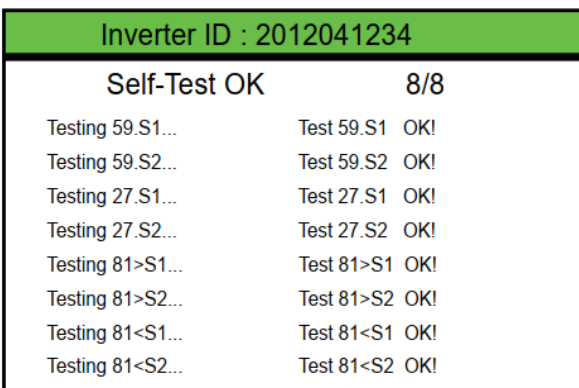 Inverter ID : 2012041234
Self-Test OK 8/8
Testing 59.S1... Test 59.S1 OK!
Testing 59.S2... Test 59.S2 OK!
Testing 27.S1... Test 27.S1 OK!
Testing 27.S2... Test 27.S2 OK!
Testing 81>S1... Test 81>S1 OK!
Testing 81>S2... Test 81>S2 OK!
Testing 81<S1... Test 81<S1 OK!
Testing 81<S2... Test 81<S2 OK!